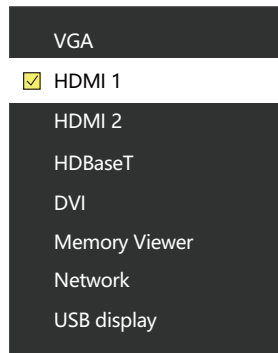 VGA
HDMI 1
HDMI 2
HDBaseT
DVI
Memory Viewer
Network
USB display